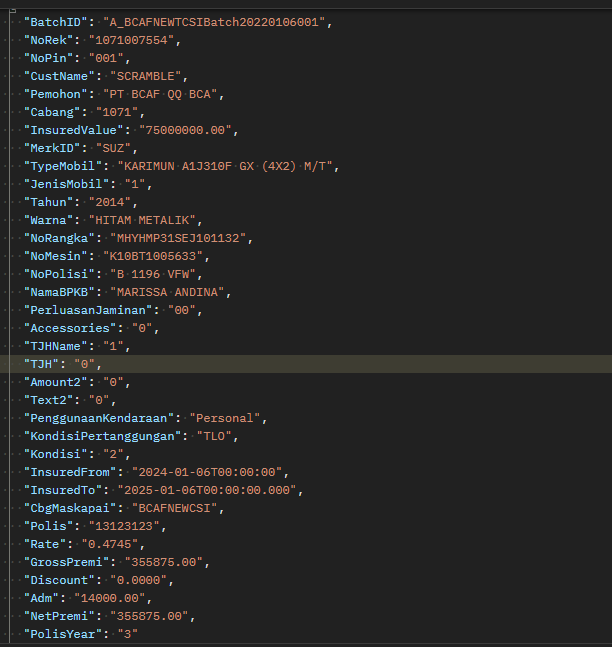 "BatchID": "A_BCAFNEWTCSIBatch20220106001",
"NoRek": "1071007554",
"NoPin": "001",
"CustName": "SCRAMBLE",
"Pemohon": "PT BCAF QQ BCA",
"Cabang": "1071",
"InsuredValue": "75000000.00",
"MerkID": "SUZ",
"TypeMobil": "KARIMUN A1J310F GX (4X2) M/T",
"JenisMobil": "1",
"Tahun": "2014",
"Warna": "HITAM METALIK",
"NoRangka": "MHYHMP31SEJ101132",
"NoMesin": "K10BT1005633",
"NoPolisi": "B 1196 VFW",
"NamaBPKB": "MARISSA ANDINA",
"PerluasanJaminan": "00",
"Accessories": "0",
"TJHName": "1",
"TJH": "0",
"Amount2": "0",
"Text2": "0",
"PenggunaanKendaraan": "Personal",
"KondisiPertanggungan": "TLO",
"Kondisi": "2",
"InsuredFrom": "2024-01-06T00:00:00",
"InsuredTo": "2025-01-06T00:00:00.000",
"CbgMaskapai": "BCAFNEWCSI",
"Polis": "13123123",
"Rate": "0.4745",
"GrossPremi": "355875.00",
"Discount": "0.0000",
"Adm": "14000.00",
"NetPremi": "355875.00",
"PolisYear": "3"